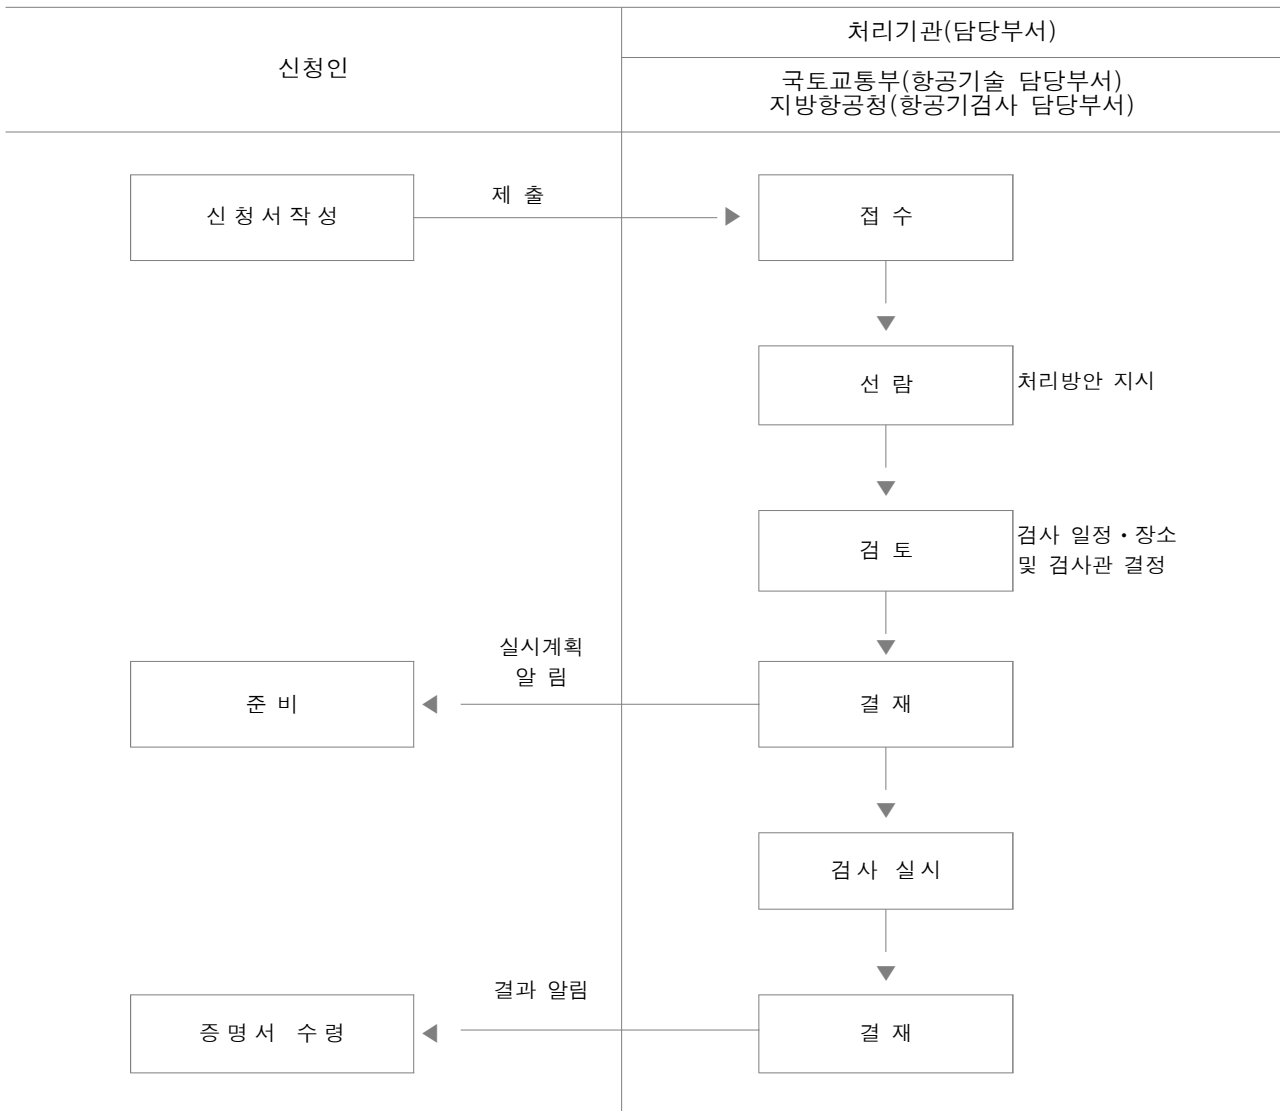 신청인
처리기관(담당부서)
국토교통부(항공기술 담당부서)
지방항공청(항공기검사 담당부서)
신청서작성
제 출
접 수
선 람
처리방안 지시
검 토
검사 일정・장소
및 검사관 결정
실시계획
알 림
준 비
결 재
검사 실시
결과 알림
증명서 수령
결 재